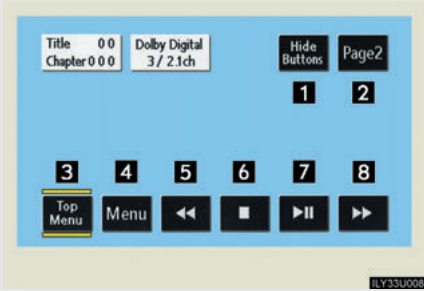 Title 0 0
Chapter 0 0 0
Dolby Digital
3 / 2.1ch
Hide
Buttons
Page2
1 2
3 4 5 6 7 8
Top
Menu
Menu
ILY33U008